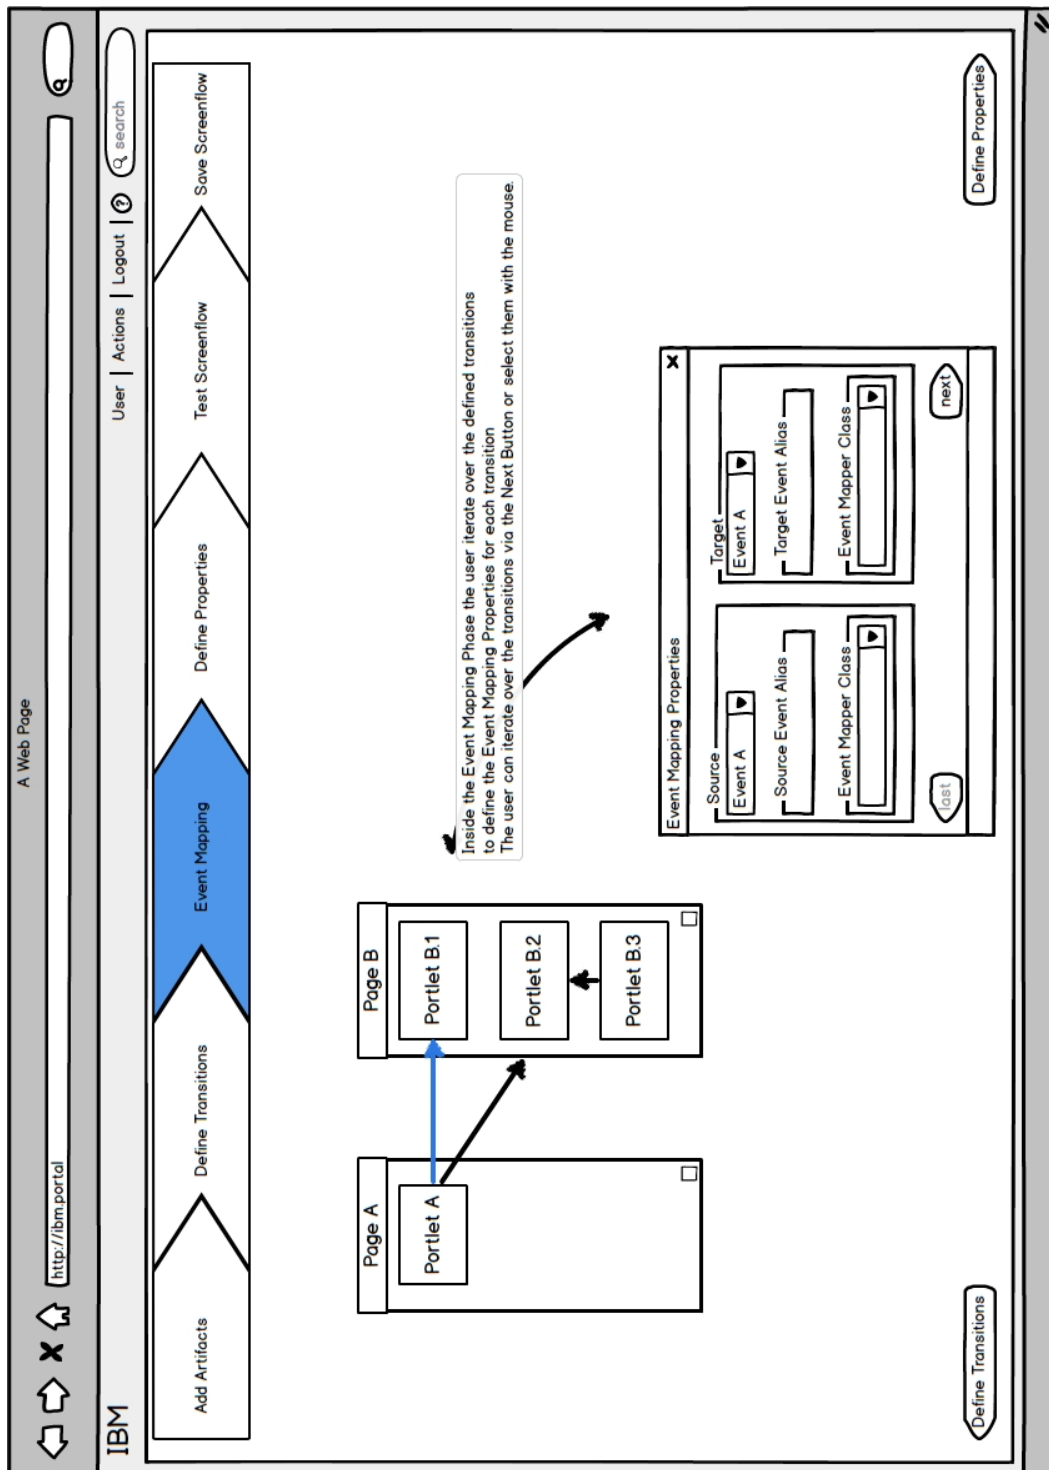 A Web Page
http://ibm.portal
IBM
User | Actions | Logout | ?
search
Add Artifacts
Define Transitions
Event Mapping
Define Properties
Test Screenflow
Save Screenflow
Page A
Portlet A
Page B
Portlet B.1
Portlet B.2
Portlet B.3
Inside the Event Mapping Phase the user iterate over the defined transitions
to define the Event Mapping Properties for each transition
The user can iterate over the transitions via the Next Button or select them with the mouse.
Event Mapping Properties
X
Source
Event A
Source Event Alias
Event Mapper Class
Target
Event A
Target Event Alias
Event Mapper Class
last
next
Define Transitions
Define Properties